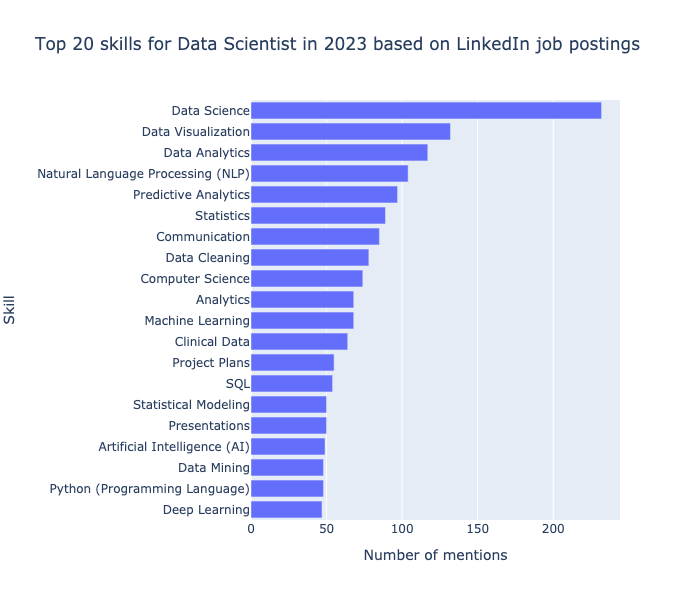 Top 20 skills for Data Scientist in 2023 based on LinkedIn job postings
Skill
Data Science
Data Visualization
Data Analytics
Natural Language Processing (NLP)
Predictive Analytics
Statistics
Communication
Data Cleaning
Computer Science
Analytics
Machine Learning
Clinical Data
Project Plans
SQL
Statistical Modeling
Presentations
Artificial Intelligence (AI)
Data Mining
Python (Programming Language)
Deep Learning
0 50 100 150 200
Number of mentions